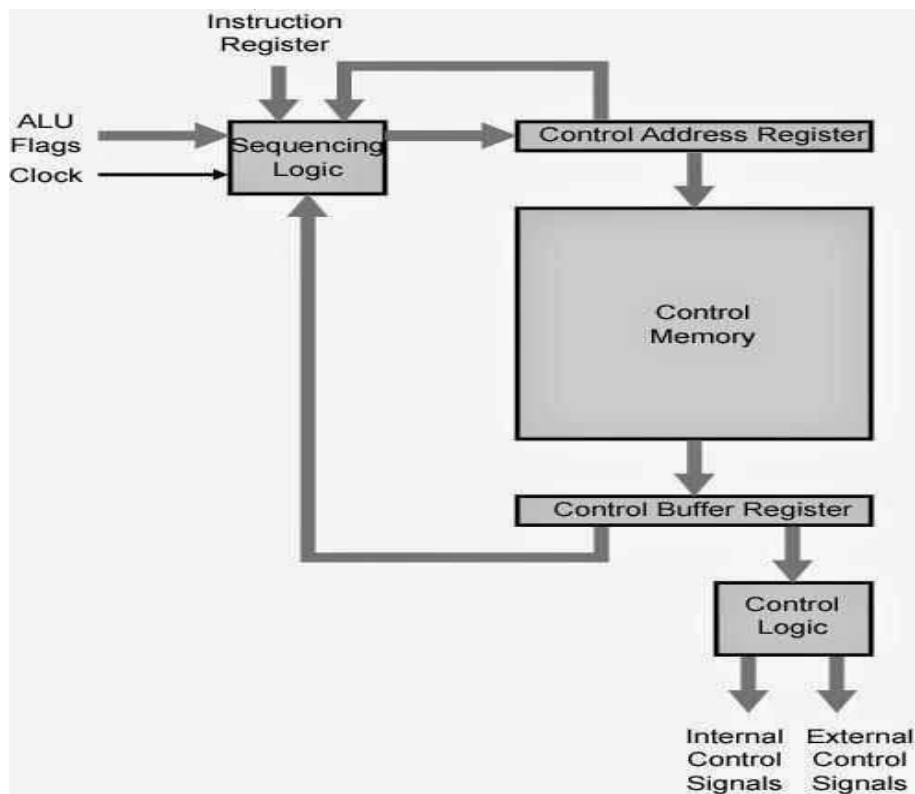 Instruction
Register
ALU
Flags
Clock
Sequencing
Logic
Control Address Register
Control
Memory
Control Buffer Register
Control
Logic
Internal
Control
Signals
External
Control
Signals